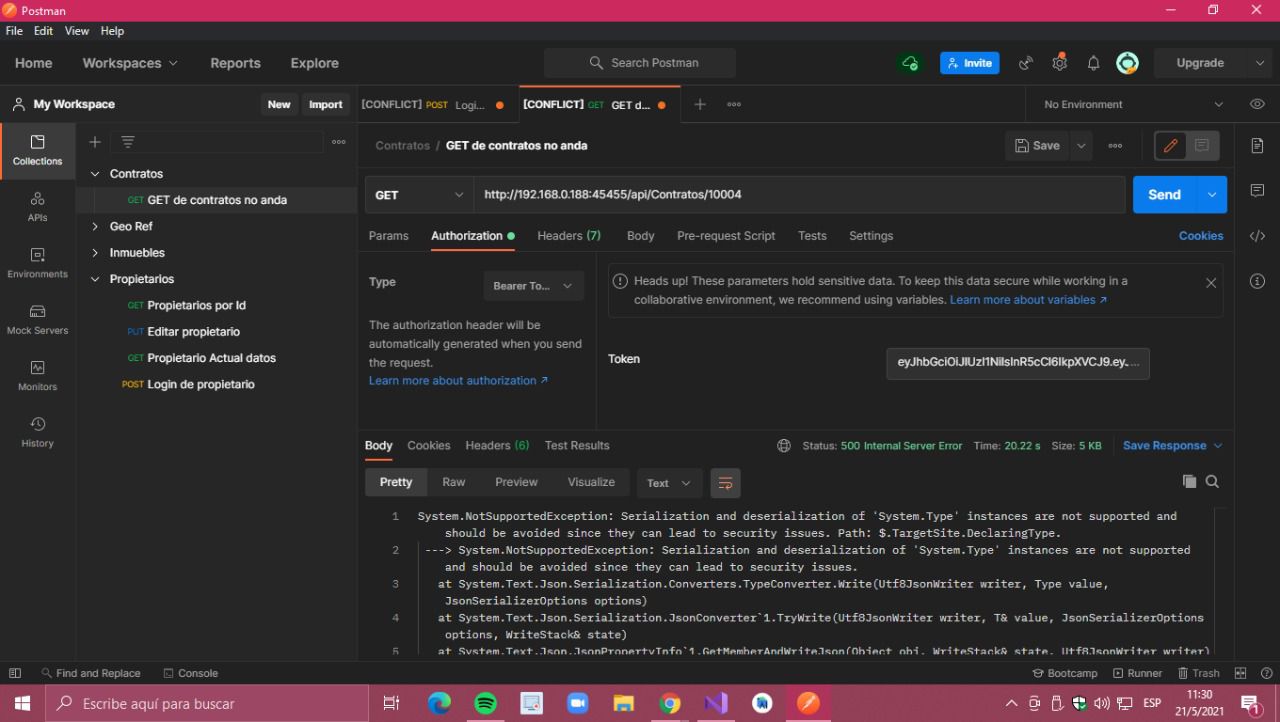 Postman
File Edit View Help
Home Workspaces Reports Explore Search Postman Invite Upgrade
My Workspace New Import [CONFLICT] POST Logi... [CONFLICT] GET GET d... No Environment
Collections
APIs
Environments
Mock Servers
Monitors
History
Contratos
GET GET de contratos no anda
Geo Ref
Inmuebles
Propietarios
GET Propietarios por Id
PUT Editar propietario
GET Propietario Actual datos
POST Login de propietario
Contratos / GET de contratos no anda Save
GET http://192.168.0.188:45455/api/Contratos/10004 Send
Params Authorization Headers (7) Body Pre-request Script Tests Settings Cookies
Type Bearer To...
The authorization header will be
automatically generated when you send
the request.
Learn more about authorization ↗
Heads up! These parameters hold sensitive data. To keep this data secure while working in a
collaborative environment, we recommend using variables. Learn more about variables ↗
Token
Body Cookies Headers (6) Test Results Status: 500 Internal Server Error Time: 20.22 s Size: 5 KB Save Response
Pretty Raw Preview Visualize Text
1 System.NotSupportedException: Serialization and deserialization of 'System.Type' instances are not supported and
should be avoided since they can lead to security issues. Path: $.TargetSite.DeclaringType.
2 ---> System.NotSupportedException: Serialization and deserialization of 'System.Type' instances are not supported
and should be avoided since they can lead to security issues.
3 at System.Text.Json.Serialization.Converters.TypeConverter.Write(Utf8JsonWriter writer, Type value,
JsonSerializerOptions options)
4 at System.Text.Json.Serialization.JsonConverter`1.TryWrite(Utf8JsonWriter writer, T& value, JsonSerializerOptions
options, WriteStack& state)
5 at System.Text.Json.JsonPropertyInfo`1.GetMemberAndWriteJson(Object obj, WriteStack& state, Utf8JsonWriter writer)
Find and Replace Console Bootcamp Runner Trash
Escribe aquí para buscar ESP 11:30
21/5/2021 1